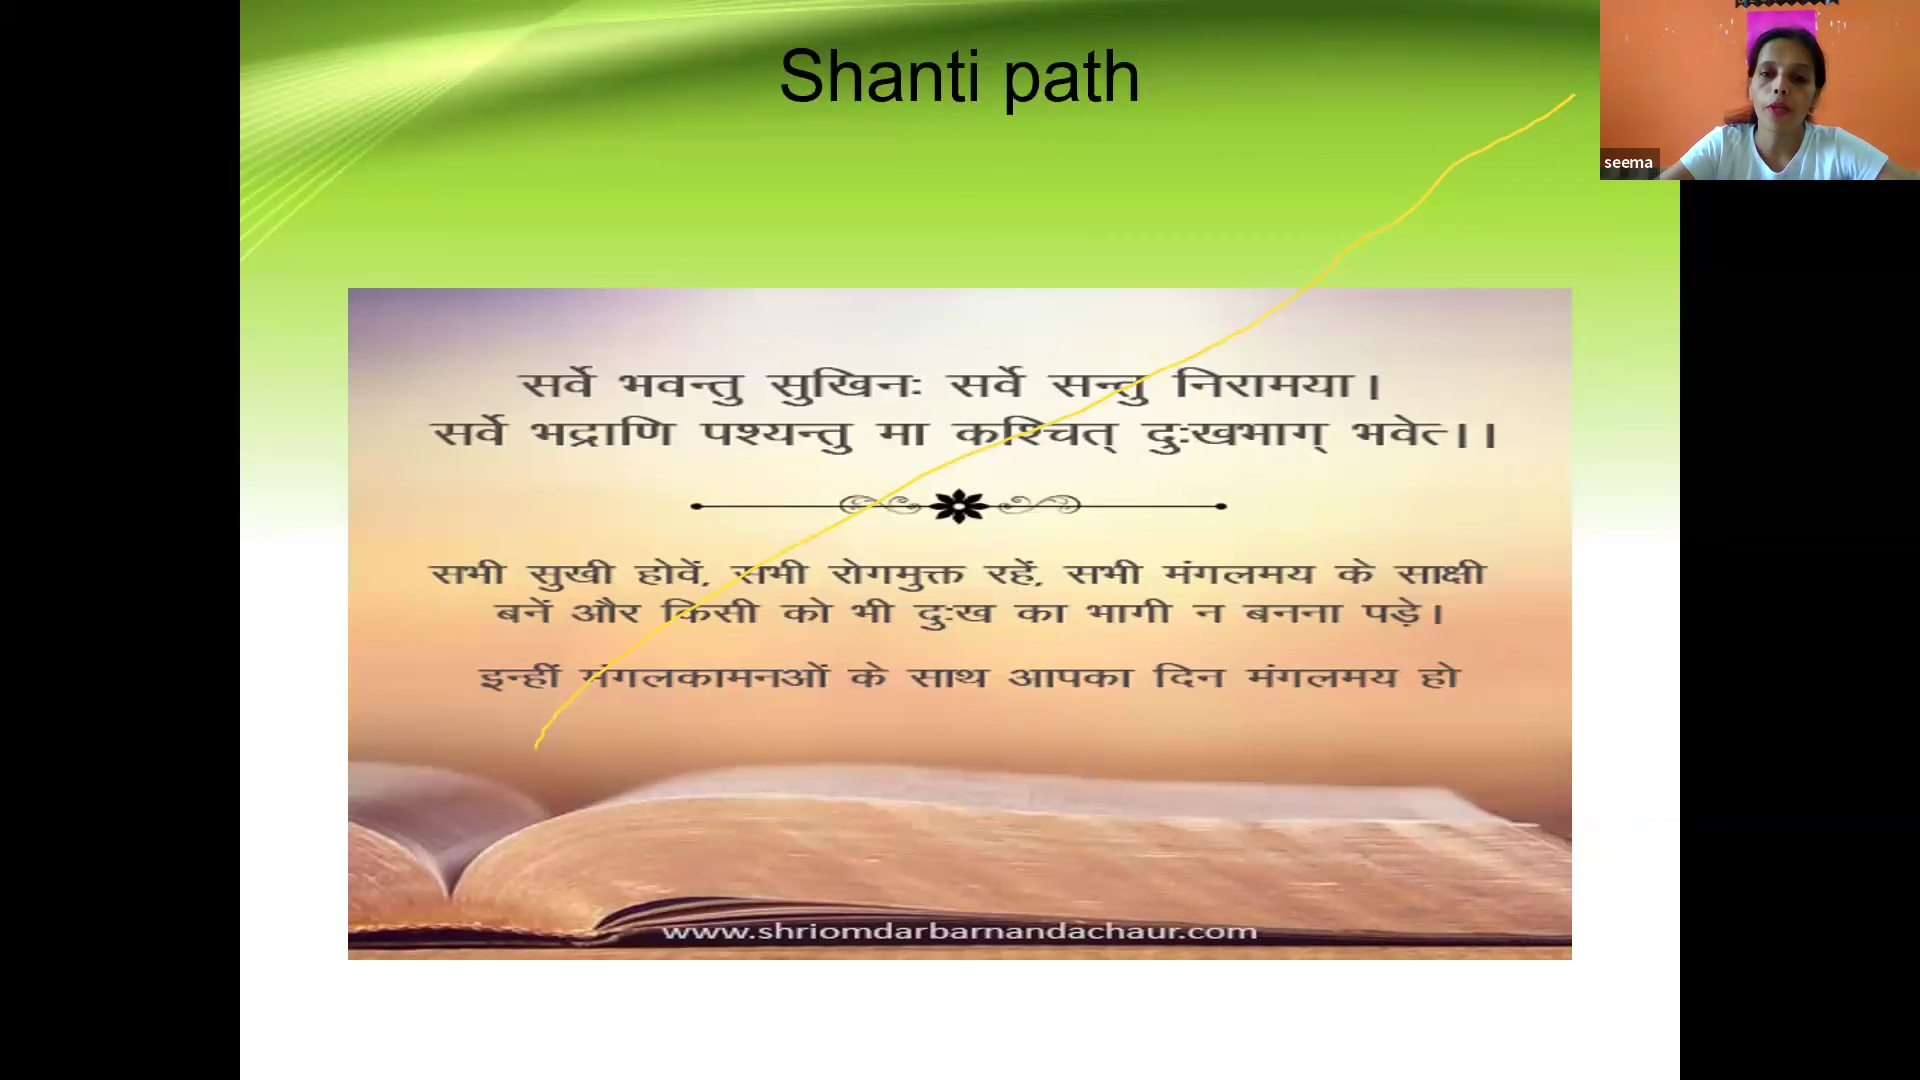 Shanti path
seema
सर्वे भवन्तु सुखिनः सर्वे सन्तु निरामया।
सर्वे भद्राणि पश्यन्तु मा कश्चित् दुःखभाग् भवेत।।
सभी सुखी होवें, सभी रोगमुक्त रहें, सभी मंगलमय के साक्षी
बनें और किसी को भी दुःख का भागी न बनना पड़े।
इन्हीं मंगलकामनओं के साथ आपका दिन मंगलमय हो
www.shriomdarbarnandachaur.com